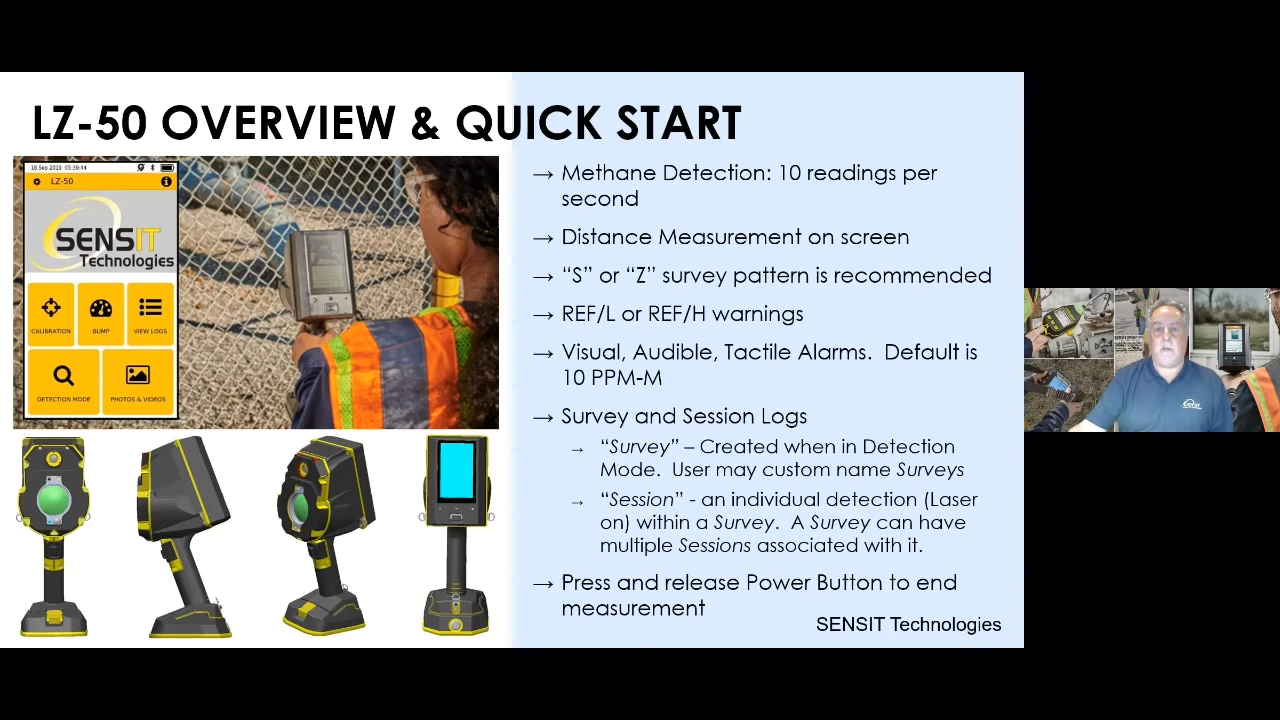 LZ-50 OVERVIEW & QUICK START
18 Sep 2019 05:39:44
LZ-50
SENSIT
Technologies
CALIBRATION
BUMP
VIEW LOGS
DETECTION MODE
PHOTOS & VIDEOS
→ Methane Detection: 10 readings per
second
→ Distance Measurement on screen
→ “S” or “Z” survey pattern is recommended
→ REF/L or REF/H warnings
→ Visual, Audible, Tactile Alarms. Default is
10 PPM-M
→ Survey and Session Logs
→ “Survey” – Created when in Detection
Mode. User may custom name Surveys
→ “Session” - an individual detection (Laser
on) within a Survey. A Survey can have
multiple Sessions associated with it.
→ Press and release Power Button to end
measurement
SENSIT Technologies